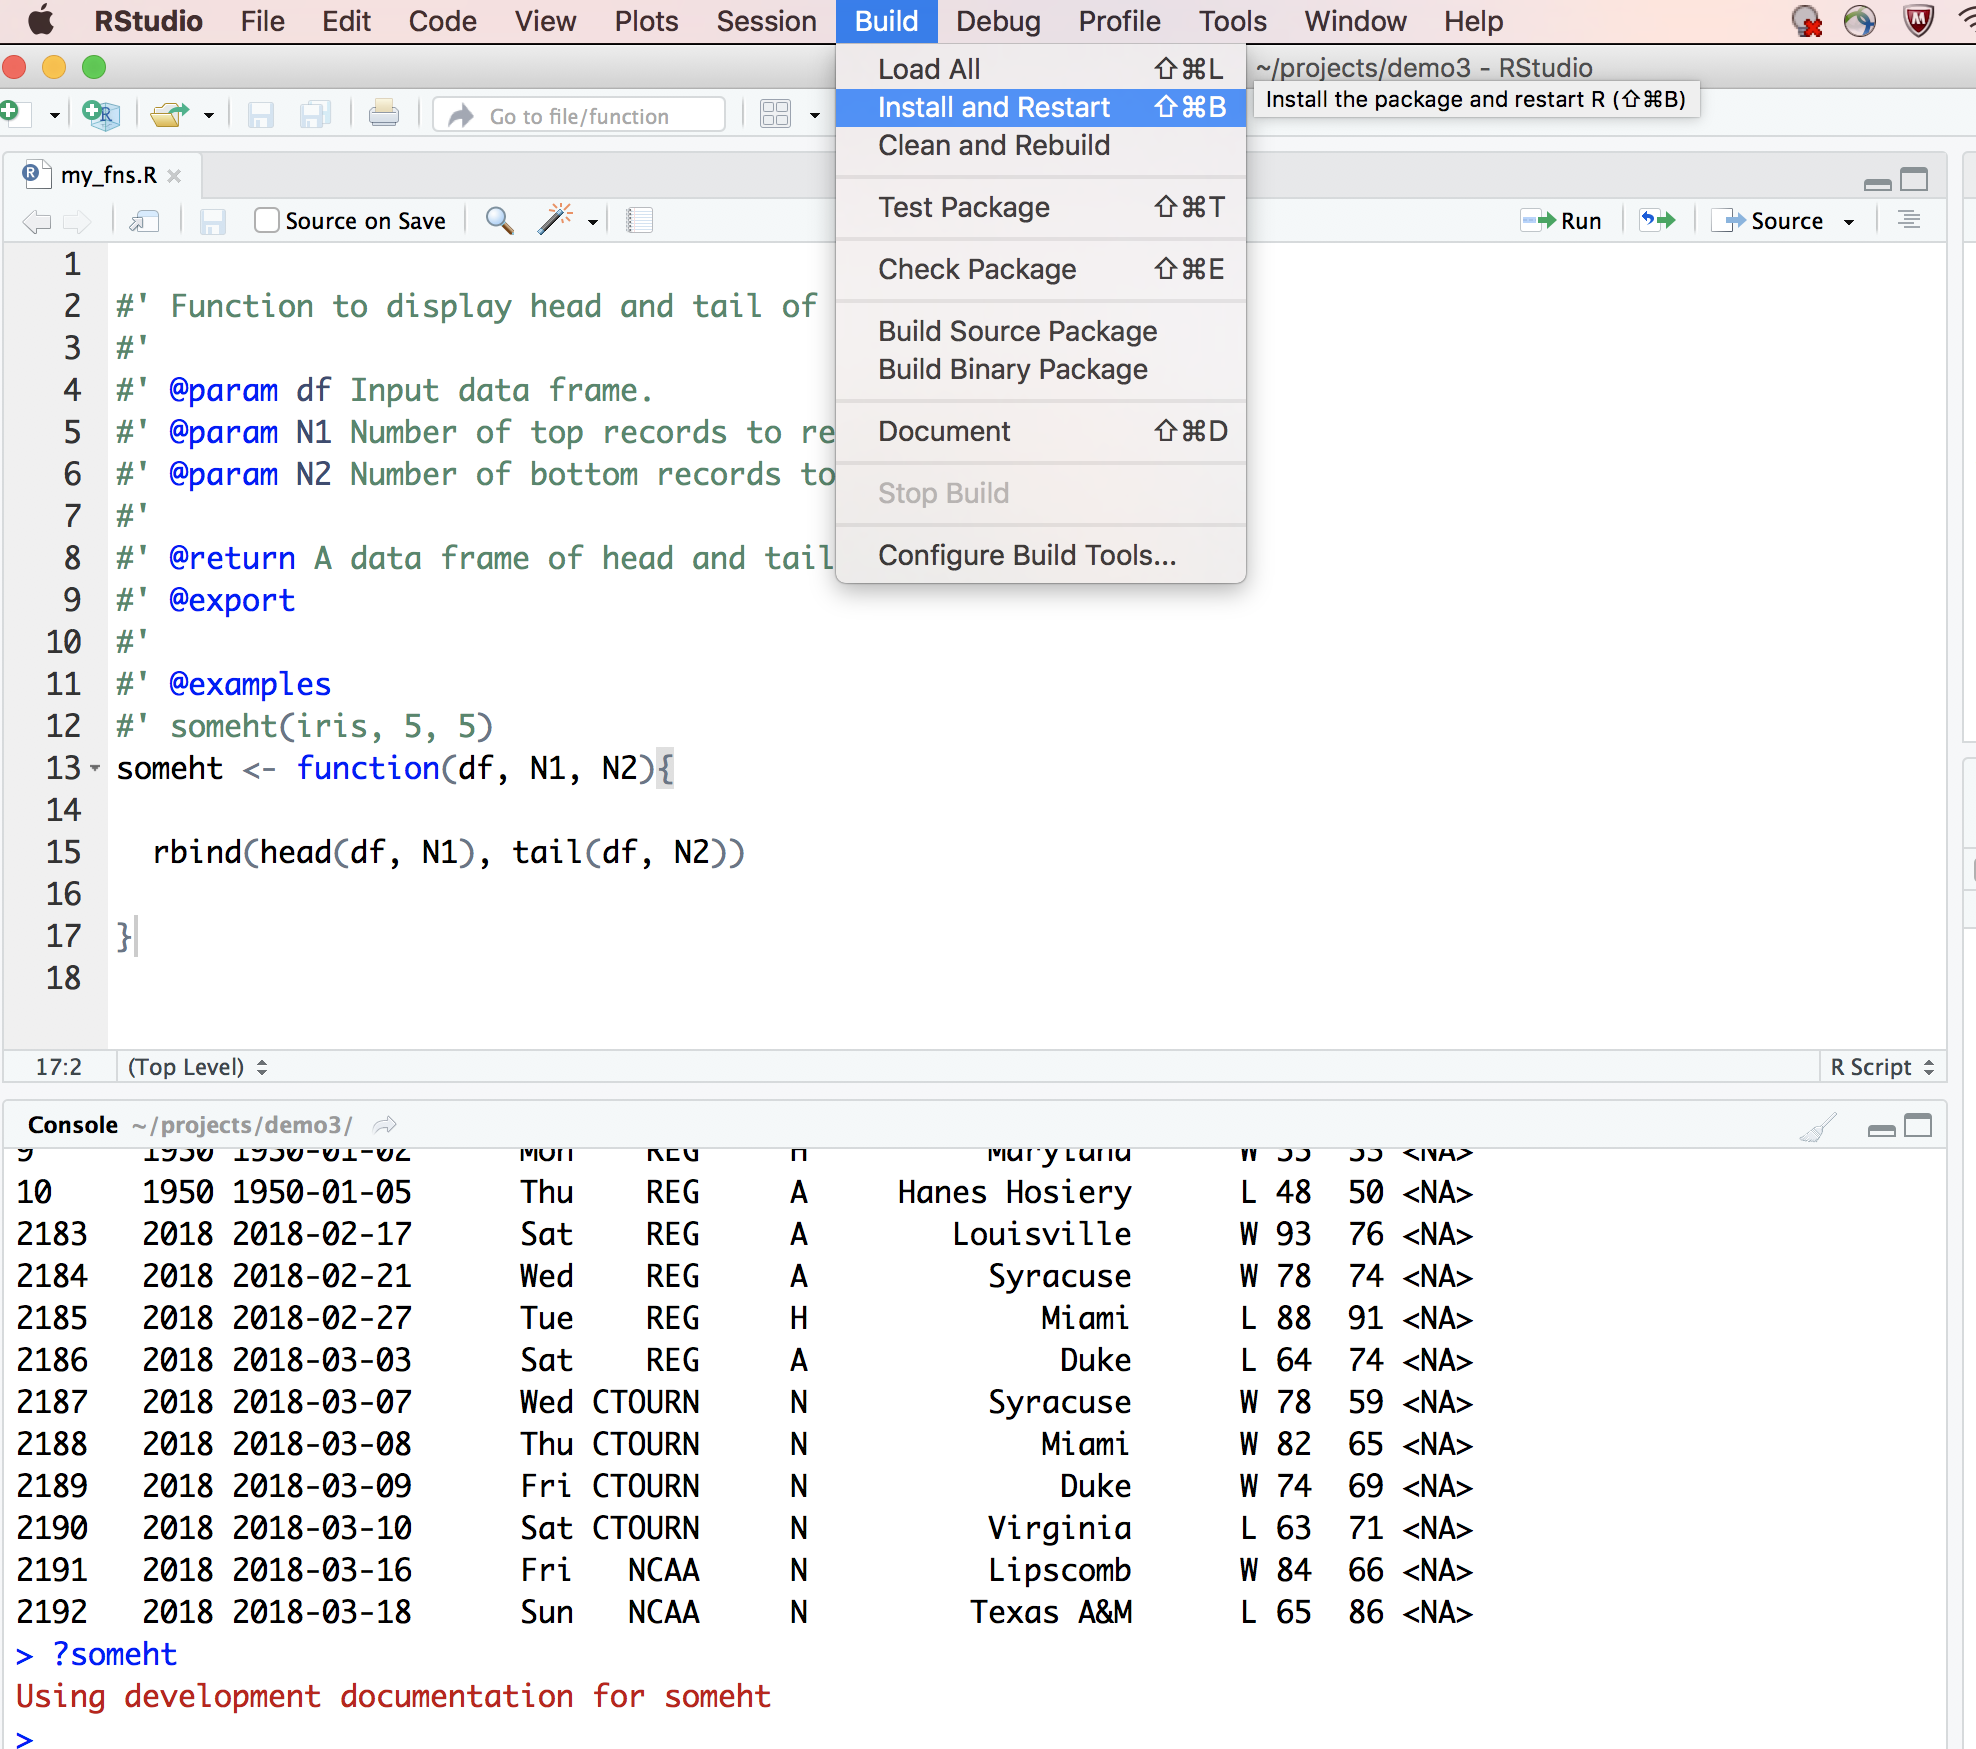 RStudio File Edit Code View Plots Session Build Debug Profile Tools Window Help
~/projects/demo3 - RStudio
Load All ⇧⌘L
Install and Restart ⇧⌘B
Install the package and restart R (⇧⌘B)
Clean and Rebuild
Test Package ⇧⌘T
Check Package ⇧⌘E
Build Source Package
Build Binary Package
Document ⇧⌘D
Stop Build
Configure Build Tools...
Go to file/function
my_fns.R
Source on Save Run Source
1
2 #' Function to display head and tail of
3 #'
4 #' @param df Input data frame.
5 #' @param N1 Number of top records to re
6 #' @param N2 Number of bottom records to
7 #'
8 #' @return A data frame of head and tail
9 #' @export
10 #'
11 #' @examples
12 #' someht(iris, 5, 5)
13 someht <- function(df, N1, N2){
14
15 rbind(head(df, N1), tail(df, N2))
16
17 }
18
17:2 (Top Level) R Script
Console ~/projects/demo3/
9 1950 1950-01-02 Mon REG H Maryland W <NA>
10 1950 1950-01-05 Thu REG A Hanes Hosiery L 48 50 <NA>
2183 2018 2018-02-17 Sat REG A Louisville W 93 76 <NA>
2184 2018 2018-02-21 Wed REG A Syracuse W 78 74 <NA>
2185 2018 2018-02-27 Tue REG H Miami L 88 91 <NA>
2186 2018 2018-03-03 Sat REG A Duke L 64 74 <NA>
2187 2018 2018-03-07 Wed CTOURN N Syracuse W 78 59 <NA>
2188 2018 2018-03-08 Thu CTOURN N Miami W 82 65 <NA>
2189 2018 2018-03-09 Fri CTOURN N Duke W 74 69 <NA>
2190 2018 2018-03-10 Sat CTOURN N Virginia L 63 71 <NA>
2191 2018 2018-03-16 Fri NCAA N Lipscomb W 84 66 <NA>
2192 2018 2018-03-18 Sun NCAA N Texas A&M L 65 86 <NA>
> ?someht
Using development documentation for someht
>